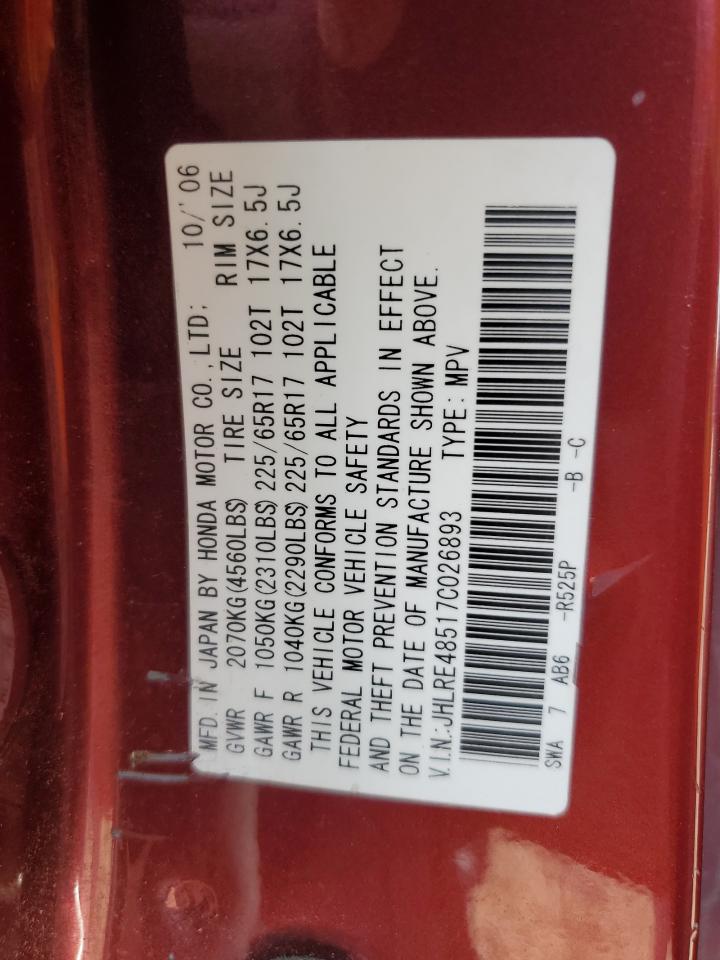 MFD. IN JAPAN BY HONDA MOTOR CO.,LTD; 10/'06
GVWR 2070KG(4560LBS) TIRE SIZE RIM SIZE
GAWR F 1050KG(2310LBS) 225/65R17 102T 17X6.5J
GAWR R 1040KG(2290LBS) 225/65R17 102T 17X6.5J
THIS VEHICLE CONFORMS TO ALL APPLICABLE
FEDERAL MOTOR VEHICLE SAFETY
AND THEFT PREVENTION STANDARDS IN EFFECT
ON THE DATE OF MANUFACTURE SHOWN ABOVE.
V.I.N.:JHLRE48517C026893 TYPE: MPV
SWA 7 AB6 -R525P -B -C